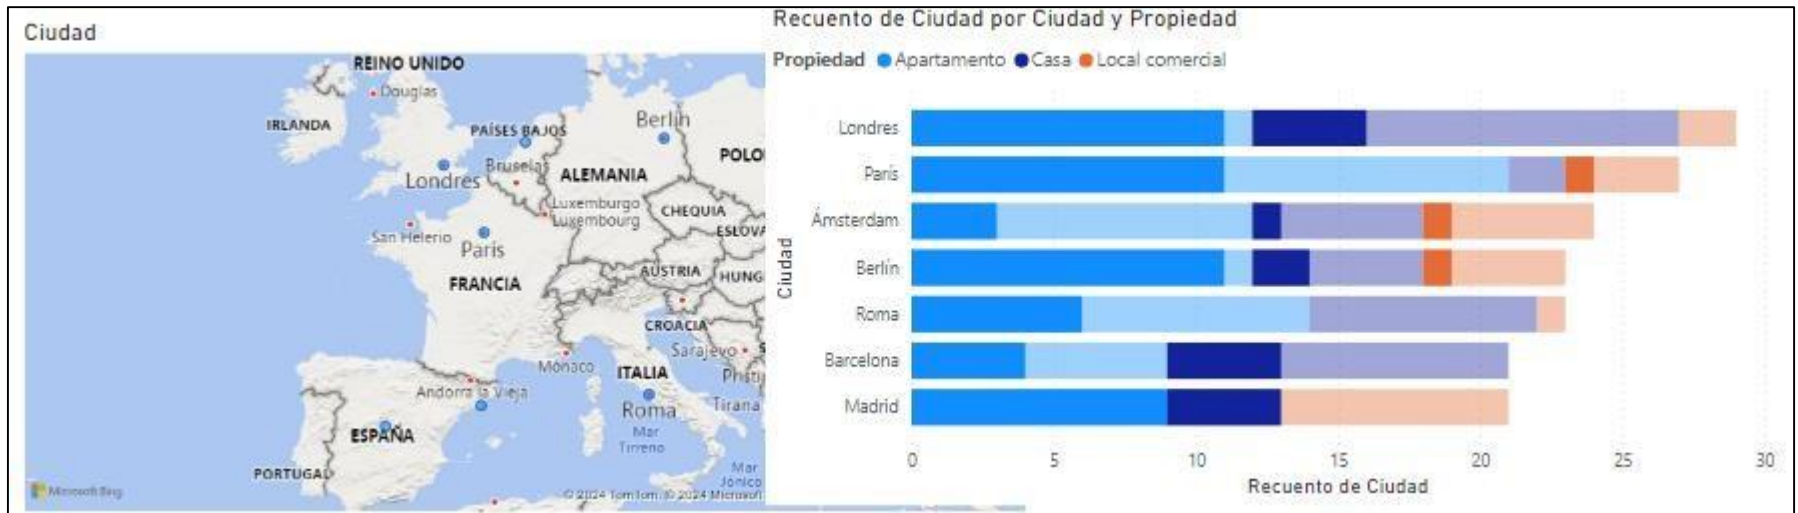 Ciudad
REINO UNIDO
Douglas
IRLANDA
PAÍSES BAJOS
Berlín
Bruselas
POLO
Londres
ALEMANIA
Luxemburgo
Luxembourg
CHEQUIA
San Helerio
París
ESLOVA
AUSTRIA
HUNG
FRANCIA
CROACIA
Sarajevo
S
Mónaco
ITALIA
Pristi
Andorra la Vieja
Roma
Tirana
ESPAÑA
Mar
Tirreno
PORTUGAL
Mar
Jónico
Microsoft Bing
© 2024 TomTom, © 2024 Microsoft
Recuento de Ciudad por Ciudad y Propiedad
Propiedad Apartamento Casa Local comercial
Ciudad
Londres
París
Ámsterdam
Berlín
Roma
Barcelona
Madrid
0 5 10 15 20 25 30
Recuento de Ciudad